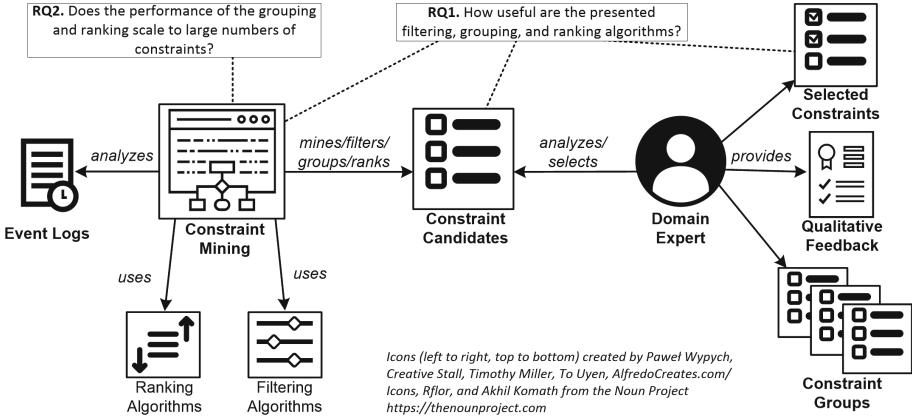 RQ2. Does the performance of the grouping
and ranking scale to large numbers of
constraints?
RQ1. How useful are the presented
filtering, grouping, and ranking algorithms?
Selected
Constraints
analyzes
mines/filters/
groups/ranks
analyzes/
selects
provides
Event Logs
Constraint
Mining
Constraint
Candidates
Domain
Expert
Qualitative
Feedback
uses
uses
Ranking
Algorithms
Filtering
Algorithms
Icons (left to right, top to bottom) created by Paweł Wypych,
Creative Stall, Timothy Miller, To Uyen, AlfredoCreates.com/
Icons, Rflor, and Akhil Komath from the Noun Project
https://thenounproject.com
Constraint
Groups